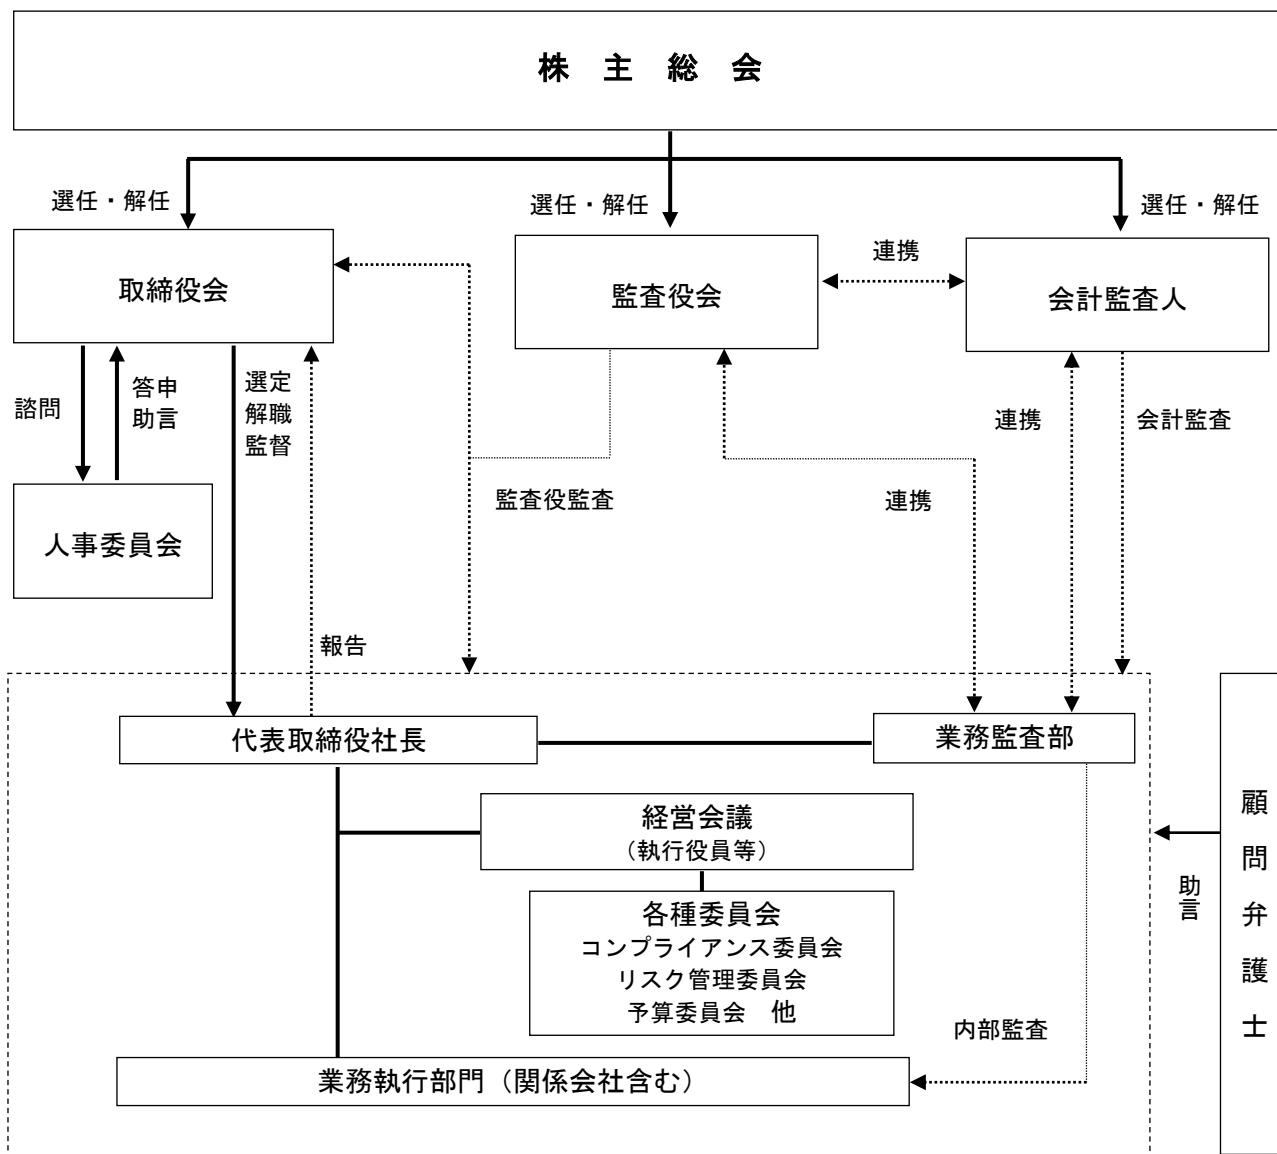 株 主 総 会
選任・解任
選任・解任
選任・解任
取締役会
監査役会
連携
会計監査人
諮問
答申
助言
選定
解職
監督
連携
会計監査
人事委員会
監査役監査
連携
報告
代表取締役社長
業務監査部
経営会議
（執行役員等）
各種委員会
コンプライアンス委員会
リスク管理委員会
予算委員会　他
助言
顧問弁護士
内部監査
業務執行部門（関係会社含む）